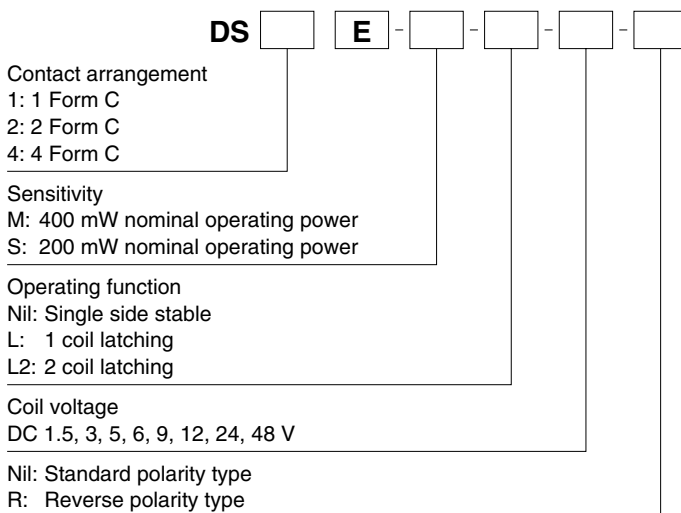 DS E - - - -
Contact arrangement
1: 1 Form C
2: 2 Form C
4: 4 Form C
Sensitivity
M: 400 mW nominal operating power
S: 200 mW nominal operating power
Operating function
Nil: Single side stable
L: 1 coil latching
L2: 2 coil latching
Coil voltage
DC 1.5, 3, 5, 6, 9, 12, 24, 48 V
Nil: Standard polarity type
R: Reverse polarity type